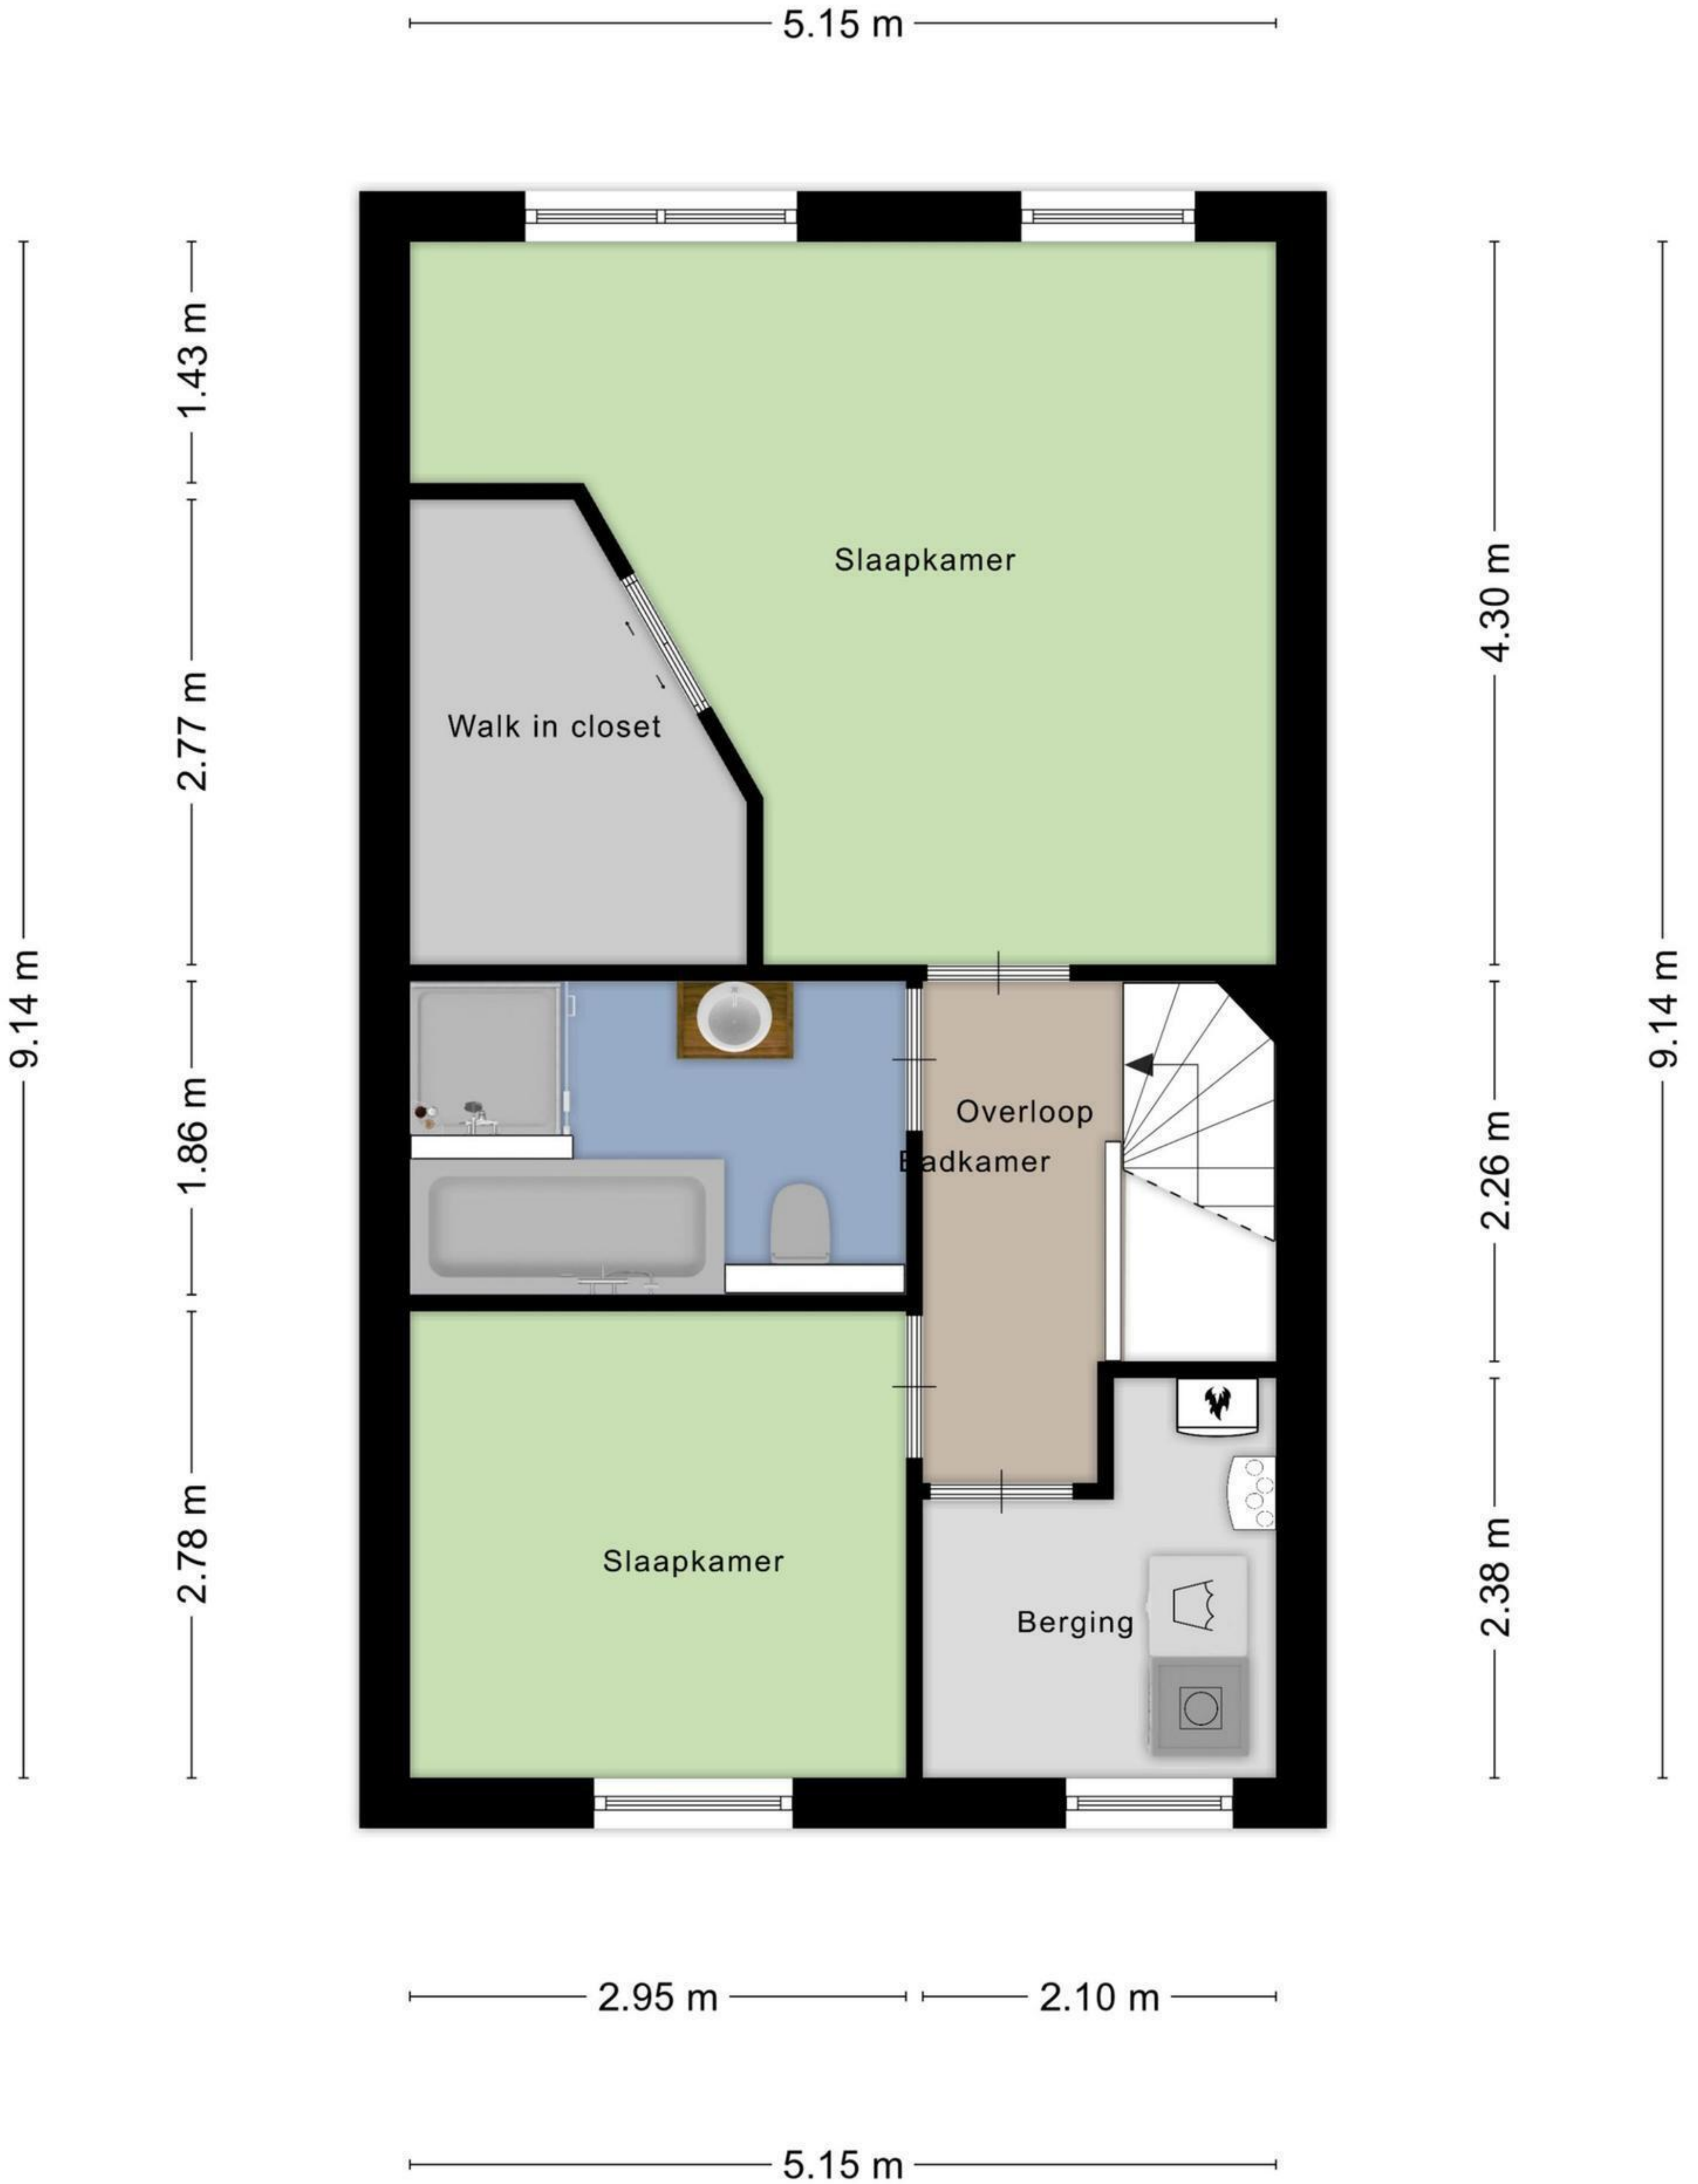 5.15 m
1.43 m
4.30 m
Slaapkamer
2.77 m
Walk in closet
9.14 m
9.14 m
1.86 m
Overloop
Badkamer
2.26 m
2.78 m
Slaapkamer
2.38 m
Berging
2.95 m
2.10 m
5.15 m